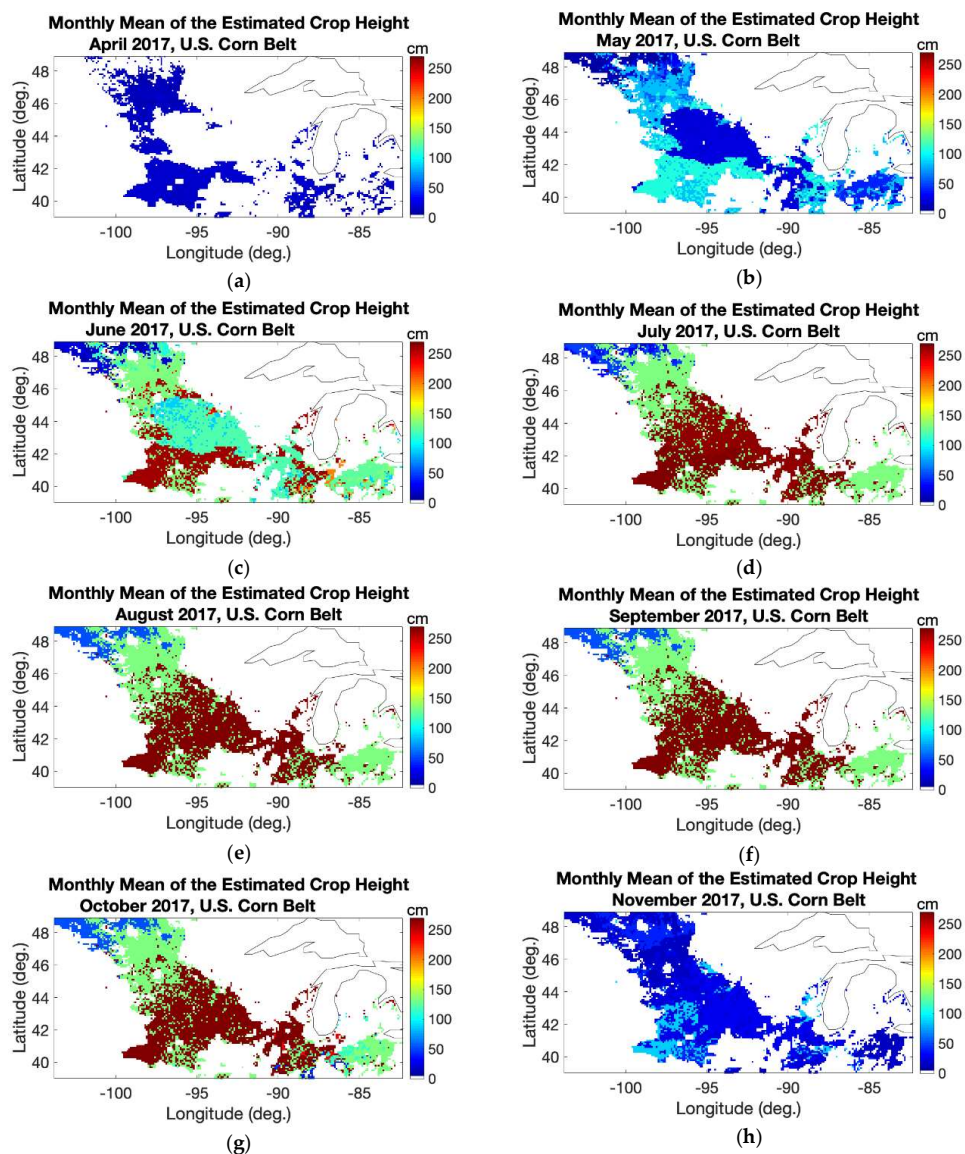 Monthly Mean of the Estimated Crop Height
April 2017, U.S. Corn Belt
cm
48
46
44
42
40
Latitude (deg.)
-100
-95
-90
-85
Longitude (deg.)
250
200
150
100
50
0
(a)
Monthly Mean of the Estimated Crop Height
May 2017, U.S. Corn Belt
cm
48
46
44
42
40
Latitude (deg.)
-100
-95
-90
-85
Longitude (deg.)
250
200
150
100
50
0
(b)
Monthly Mean of the Estimated Crop Height
June 2017, U.S. Corn Belt
cm
48
46
44
42
40
Latitude (deg.)
-100
-95
-90
-85
Longitude (deg.)
250
200
150
100
50
0
(c)
Monthly Mean of the Estimated Crop Height
July 2017, U.S. Corn Belt
cm
48
46
44
42
40
Latitude (deg.)
-100
-95
-90
-85
Longitude (deg.)
250
200
150
100
50
0
(d)
Monthly Mean of the Estimated Crop Height
August 2017, U.S. Corn Belt
cm
48
46
44
42
40
Latitude (deg.)
-100
-95
-90
-85
Longitude (deg.)
250
200
150
100
50
0
(e)
Monthly Mean of the Estimated Crop Height
September 2017, U.S. Corn Belt
cm
48
46
44
42
40
Latitude (deg.)
-100
-95
-90
-85
Longitude (deg.)
250
200
150
100
50
0
(f)
Monthly Mean of the Estimated Crop Height
October 2017, U.S. Corn Belt
cm
48
46
44
42
40
Latitude (deg.)
-100
-95
-90
-85
Longitude (deg.)
250
200
150
100
50
0
(g)
Monthly Mean of the Estimated Crop Height
November 2017, U.S. Corn Belt
cm
48
46
44
42
40
Latitude (deg.)
-100
-95
-90
-85
Longitude (deg.)
250
200
150
100
50
0
(h)